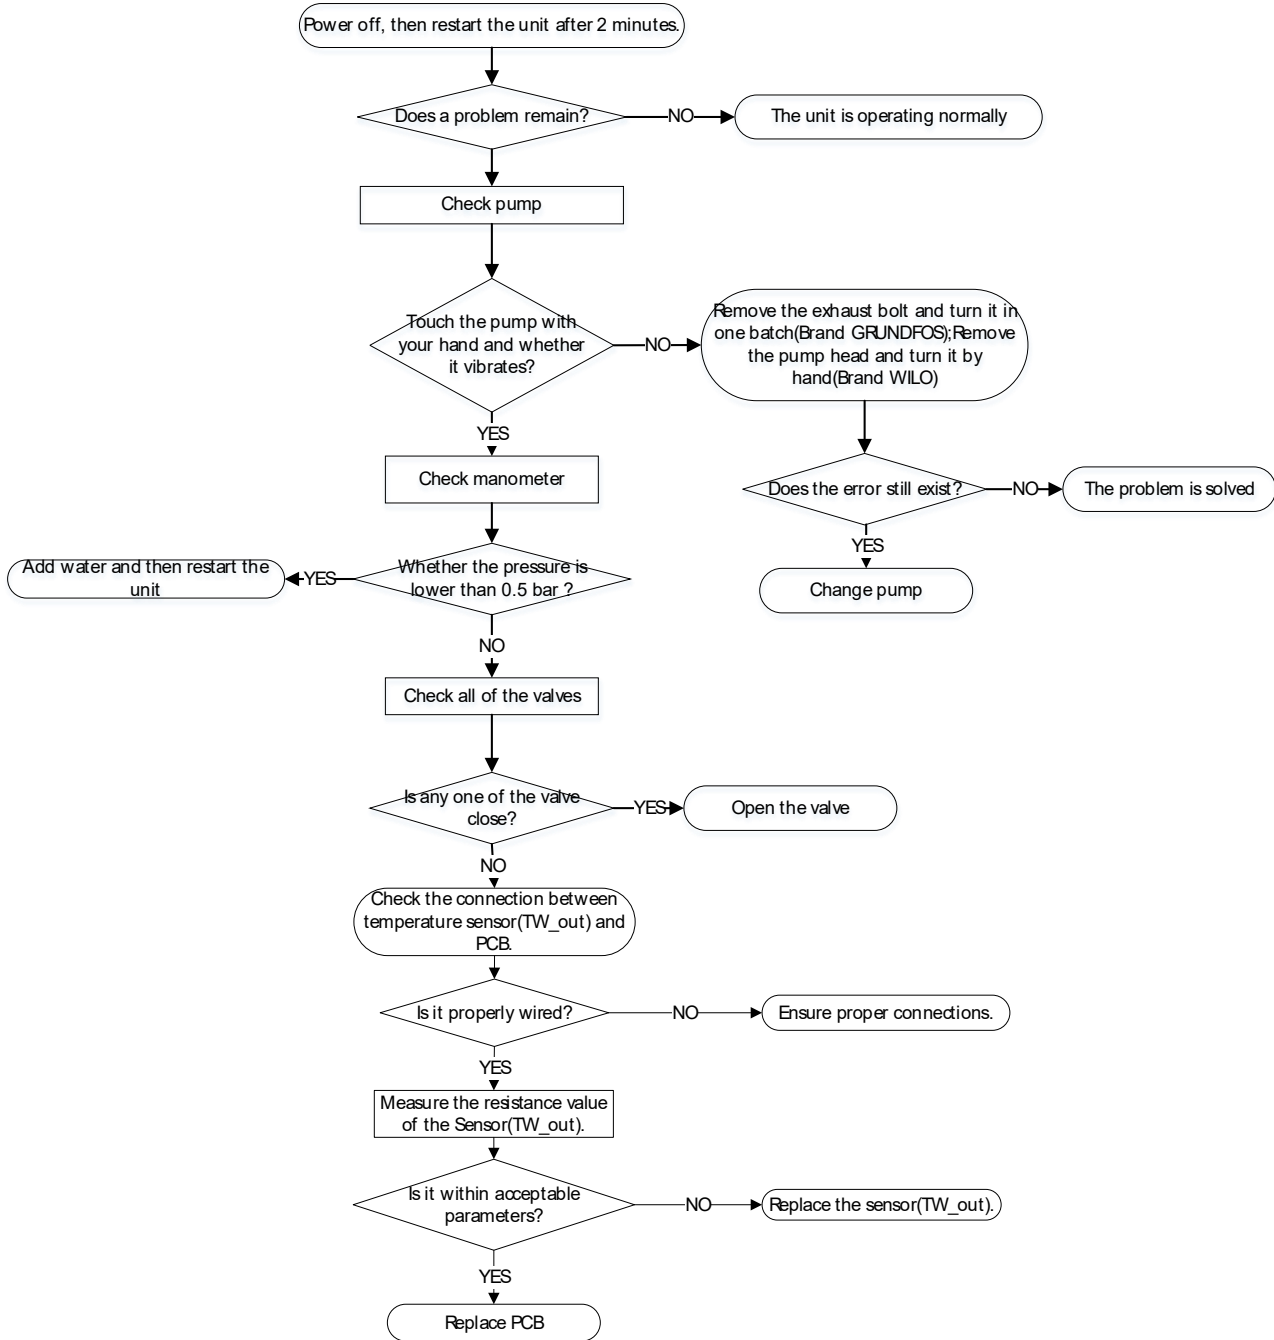 Power off, then restart the unit after 2 minutes.
Does a problem remain?
NO
The unit is operating normally
Check pump
Touch the pump with
your hand and whether
it vibrates?
NO
Remove the exhaust bolt and turn it in
one batch(Brand GRUNDFOS);Remove
the pump head and turn it by
hand(Brand WILO)
YES
Check manometer
Does the error still exist?
NO
The problem is solved
YES
Change pump
Whether the pressure is
lower than 0.5 bar ?
YES
Add water and then restart the
unit
NO
Check all of the valves
Is any one of the valve
close?
YES
Open the valve
NO
Check the connection between
temperature sensor(TW_out) and
PCB.
Is it properly wired?
NO
Ensure proper connections.
YES
Measure the resistance value
of the Sensor(TW_out).
Is it within acceptable
parameters?
NO
Replace the sensor(TW_out).
YES
Replace PCB